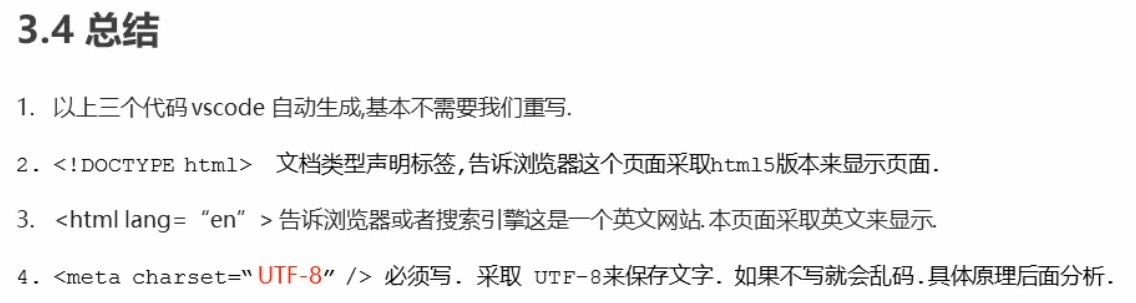 3.4 总结
1. 以上三个代码 vscode 自动生成,基本不需要我们重写.
2. <!DOCTYPE html> 文档类型声明标签,告诉浏览器这个页面采取html5版本来显示页面.
3. <html lang=“en”> 告诉浏览器或者搜索引擎这是一个英文网站.本页面采取英文来显示.
4. <meta charset=“UTF-8” /> 必须写. 采取 UTF-8来保存文字. 如果不写就会乱码.具体原理后面分析.